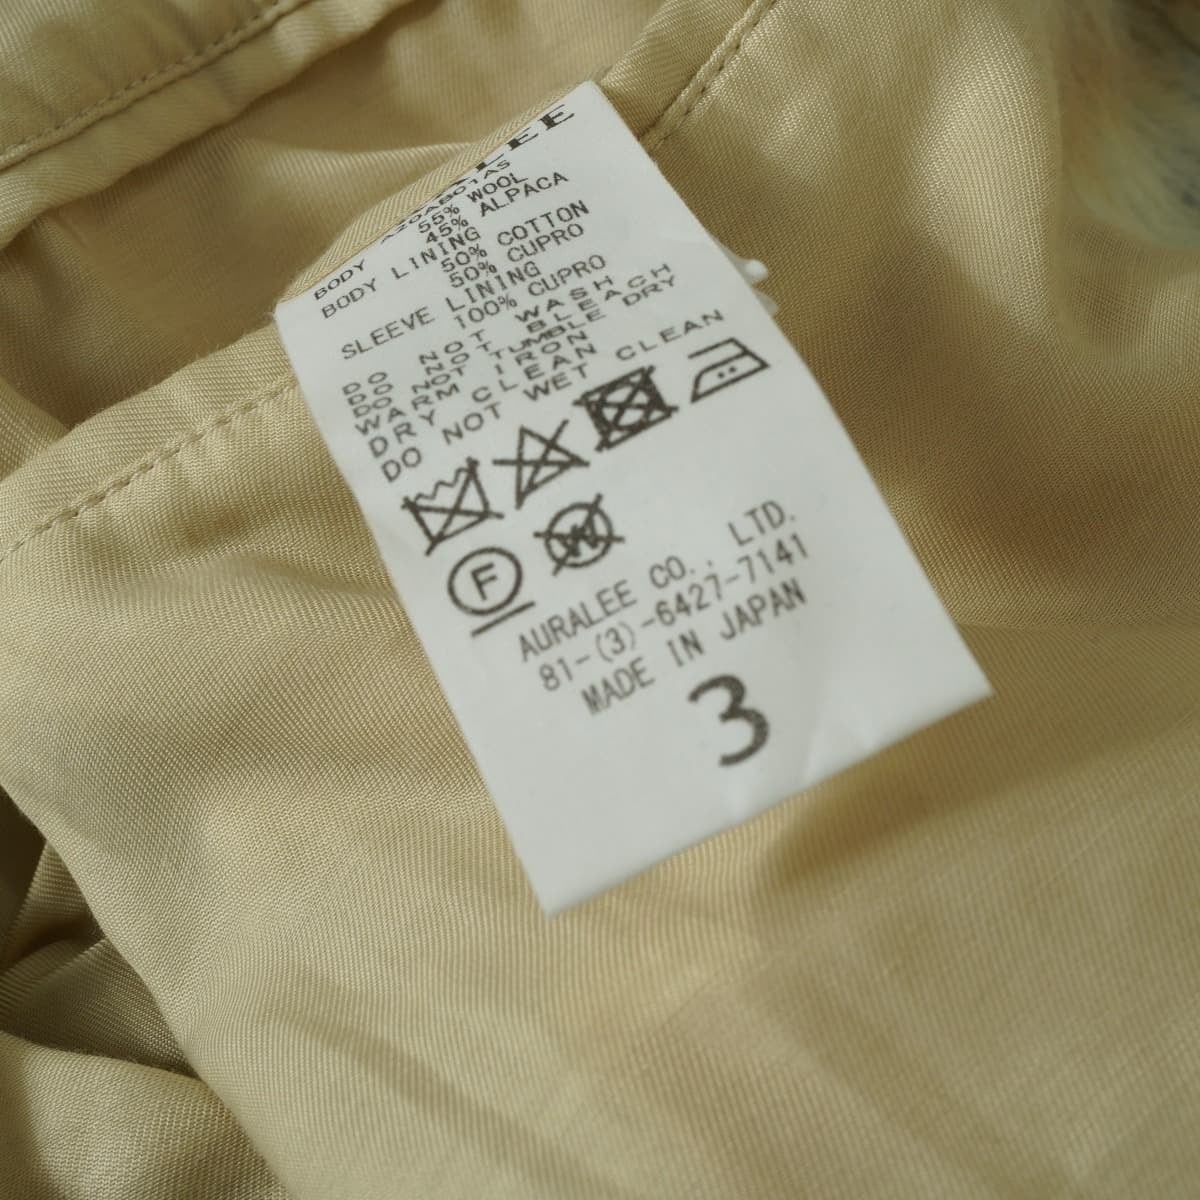 LEE
A20AB01AS
BODY 55% WOOL
45% ALPACA
BODY LINING
50% COTTON
50% CUPRO
SLEEVE LINING
100% CUPRO
DO NOT WASH
DO NOT BLEACH
DO NOT TUMBLE DRY
WARM IRON
DRY CLEAN
DO NOT WET CLEAN
F W
AURALEE CO., LTD.
81-(3)-6427-7141
MADE IN JAPAN
3